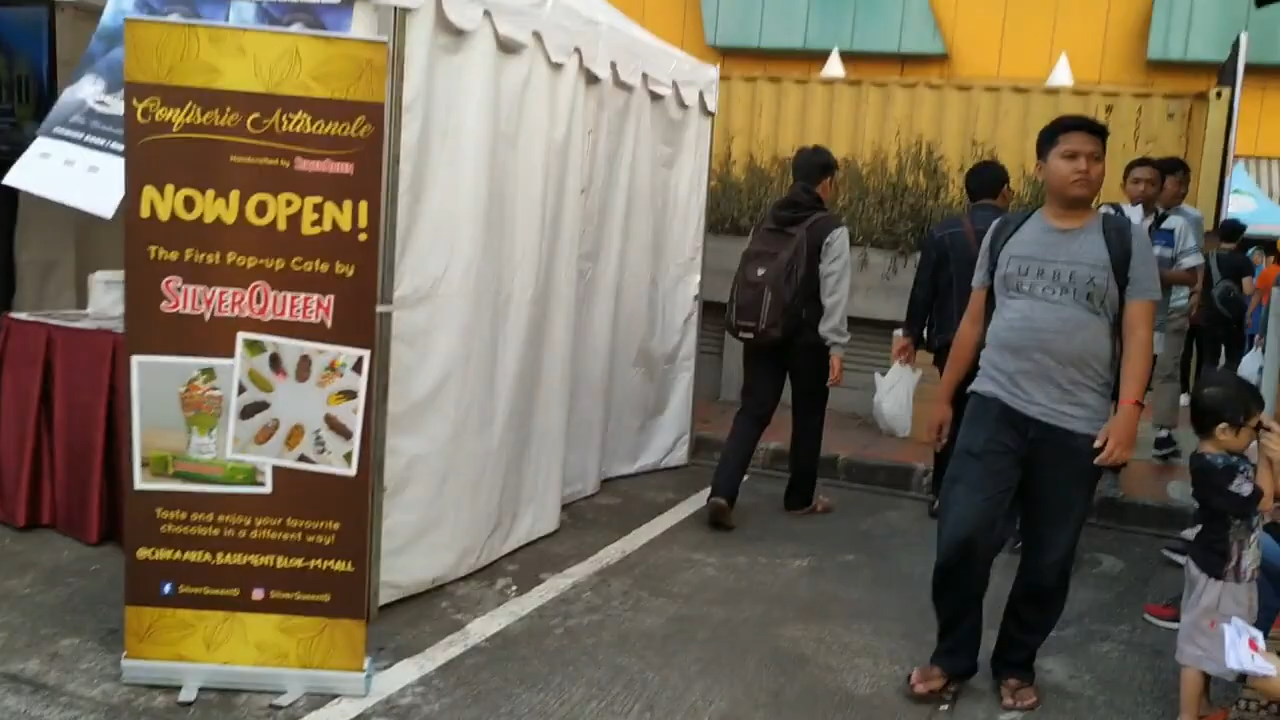 Confiserie Artisanale
Handcrafted by SILVERQUEEN
NOW OPEN!
The First Pop-up Cafe by
SILVERQUEEN
Taste and enjoy your favourite
chocolate in a different way!
@CHIKA AREA, BASEMENT BLOK-M MALL
SilverQueenID SilverQueenID
URBEX
PEOPLE